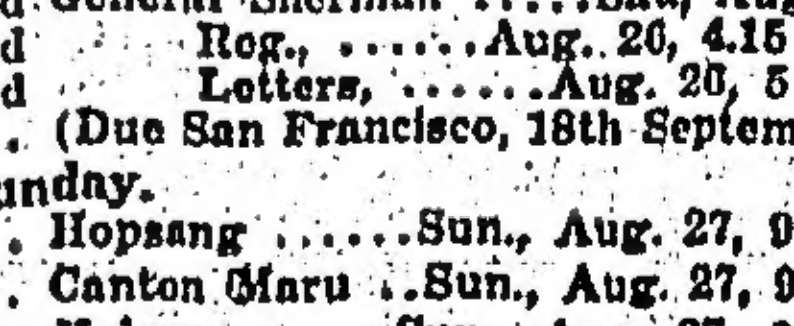 d General Sherman ......Sat., Aug
d Reg., ......Aug. 26, 4.15
d Letters, ......Aug. 26, 5
. (Due San Francisco, 18th Septem
unday.
. Hopsang ......Sun., Aug. 27, 9
. Canton Maru ..Sun., Aug. 27, 9